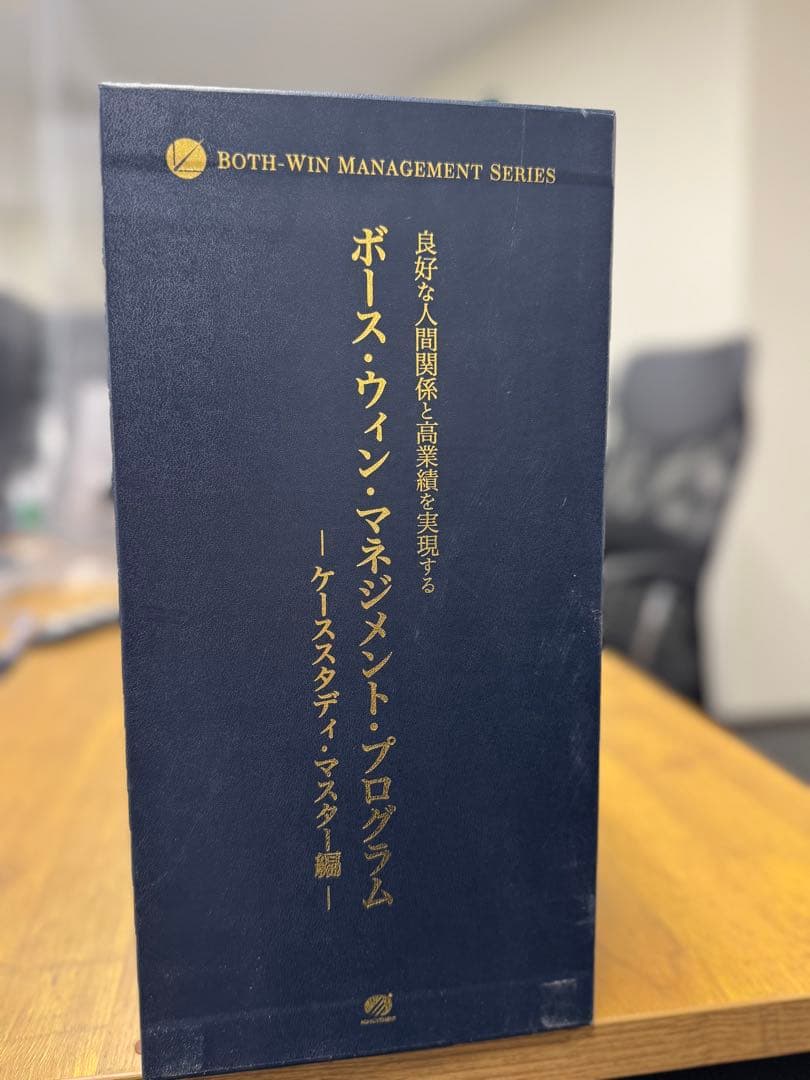 BOTH-WIN MANAGEMENT SERIES
良好な人間関係と高業績を実現する
ボース・ウィン・マネジメント・プログラム
―ケーススタディ・マスター編―